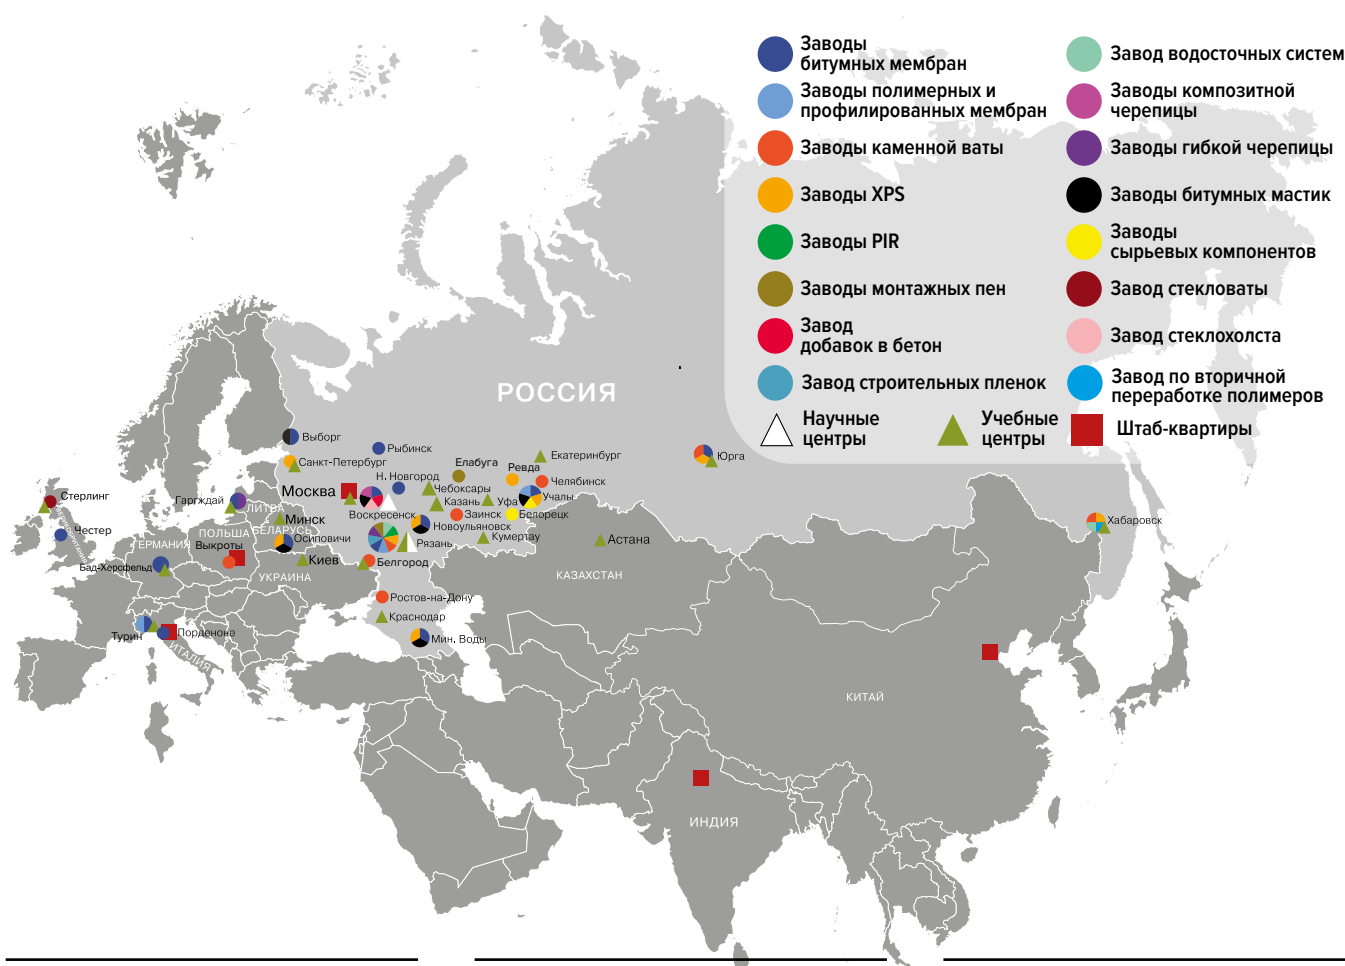 Заводы
битумных мембран
Заводы полимерных и
профилированных мембран
Заводы каменной ваты
Заводы XPS
Заводы PIR
Заводы монтажных пен
Завод
добавок в бетон
Завод строительных пленок
Научные
центры
Завод водосточных систем
Заводы композитной
черепицы
Заводы гибкой черепицы
Заводы битумных мастик
Заводы
сырьевых компонентов
Завод стекловаты
Завод стеклохолста
Завод по вторичной
переработке полимеров
Учебные
центры
Штаб-квартиры
РОССИЯ
Выборг
Рыбинск
Санкт-Петербург
Екатеринбург
Юрга
Елабуга
Ревда
Н. Новгород
Челябинск
Москва
Чебоксары
Стерлинг
Гаргждай
Казань
Уфа
Учалы
ЛИТВА
Воскресенск
Заинск
Белорецк
Минск
Хабаровск
Новоульяновск
БЕЛАРУСЬ
Честер
ВЕЛИКОБРИТАНИЯ
ПОЛЬША
Осиповичи
Рязань
Кумертау
Астана
ГЕРМАНИЯ
Выкроты
Киев
Белгород
Бад-Херсфельд
УКРАИНА
КАЗАХСТАН
Ростов-на-Дону
Краснодар
Турин
Порденоне
Мин. Воды
ИТАЛИЯ
КИТАЙ
ИНДИЯ